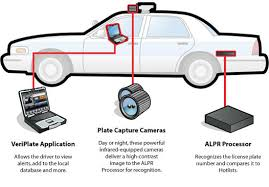 VeriPlate Application
Allows the driver to view
alerts, add to the local
database and more.
Plate Capture Cameras
Day or night, these powerful
infrared-equipped cameras
deliver a high contrast
image to the ALPR
Processor for recognition.
ALPR Processor
Recognizes the license plate
number and compares it to
Hotlists.